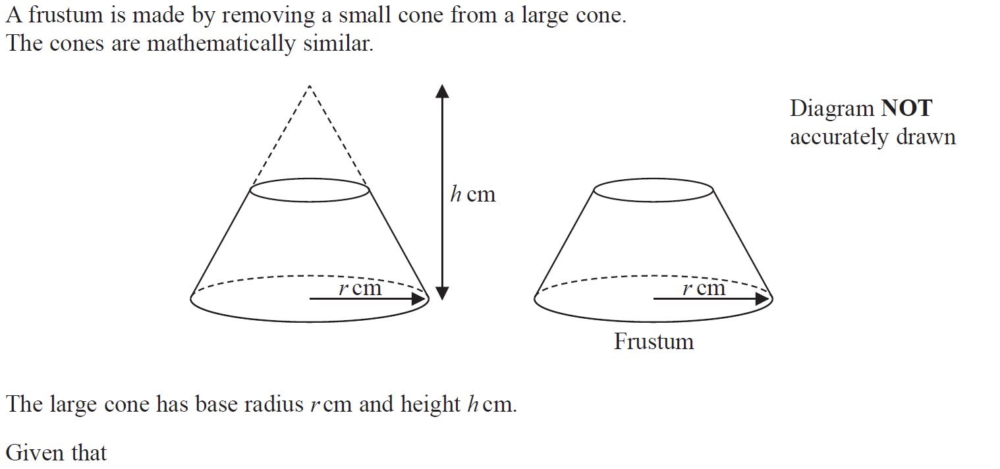 A frustum is made by removing a small cone from a large cone.
The cones are mathematically similar.
Diagram NOT
accurately drawn
h cm
r cm
r cm
Frustum
The large cone has base radius r cm and height h cm.
Given that